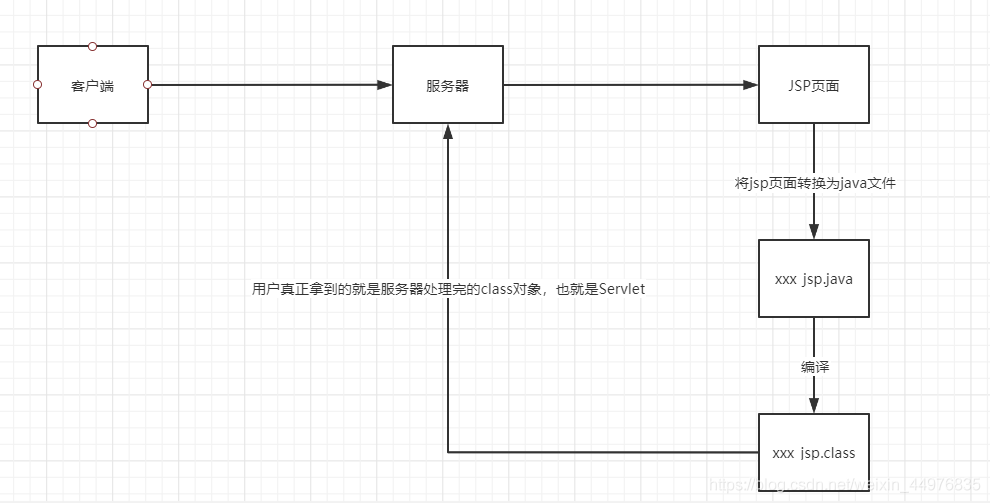 客户端
服务器
JSP页面
将jsp页面转换为java文件
xxx jsp.java
用户真正拿到的就是服务器处理完的class对象，也就是Servlet
编译
xxx jsp.class
https://blog.csdn.net/weixin_44976835